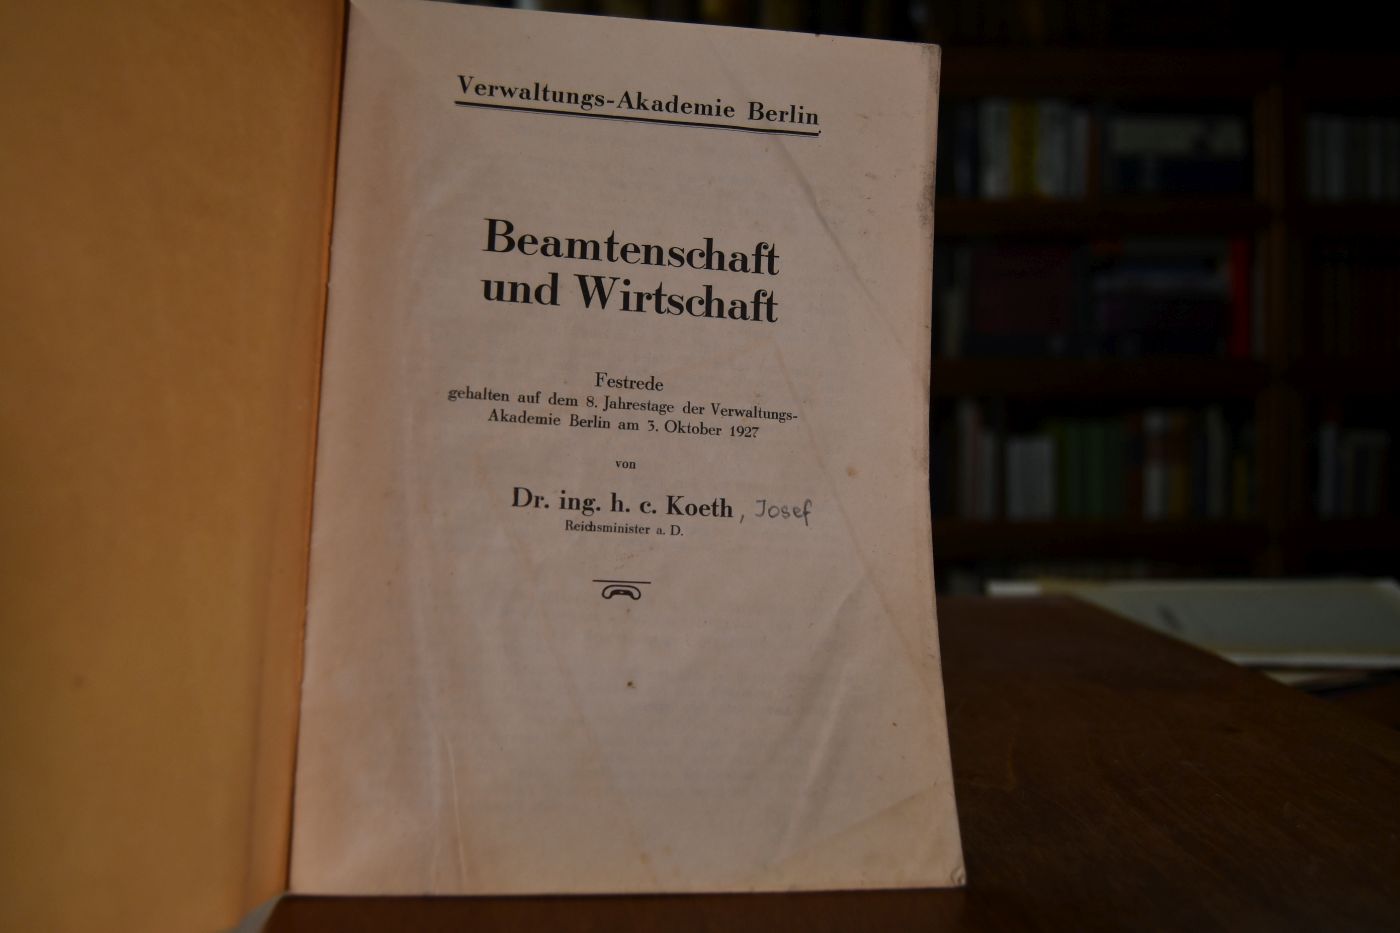 Verwaltungs-Akademie Berlin
Beamtenschaft
und Wirtschaft
Festrede
gehalten auf dem 8. Jahrestage der Verwaltungs-
Akademie Berlin am 3. Oktober 1927
von
Dr. ing. h. c. Koeth, Josef
Reichsminister a. D.